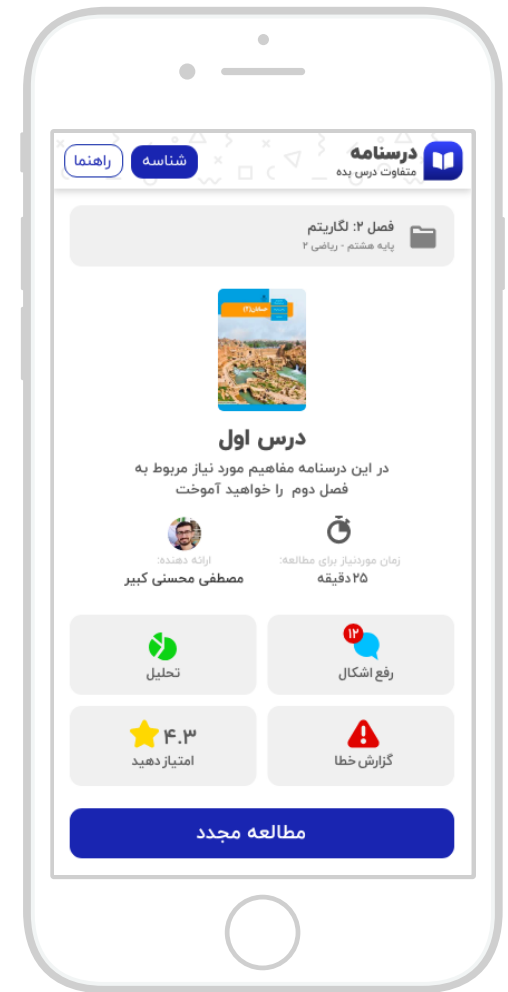 درسنامه
متفاوت درس بده
شناسه
راهنما
فصل ۲: لگاریتم
پایه هشتم - ریاضی ۲
درس اول
در این درسنامه مفاهیم مورد نیاز مربوط به
فصل دوم را خواهید آموخت
زمان موردنیاز برای مطالعه:
۲۵ دقیقه
ارائه دهنده:
مصطفی محسنی کبیر
۱۲
رفع اشکال
تحلیل
گزارش خطا
۴.۳
امتیاز دهید
مطالعه مجدد